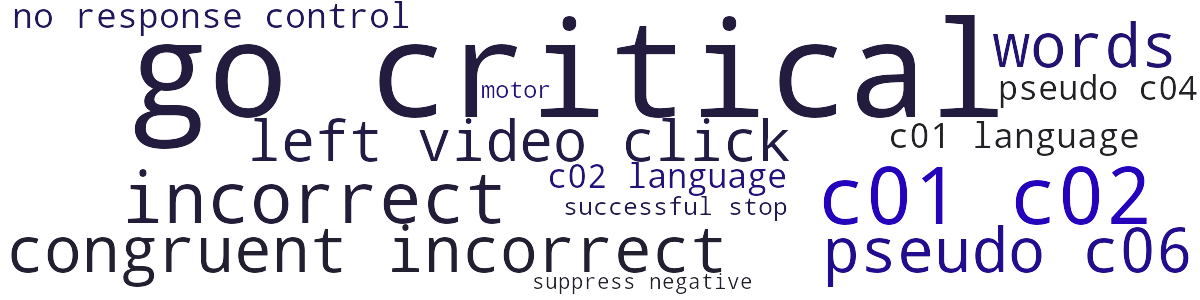 no response control
go critical
words
motor
pseudo c04
left video click
c01 language
incorrect
c02 language
c01 c02
successful stop
congruent incorrect
pseudo c06
suppress negative